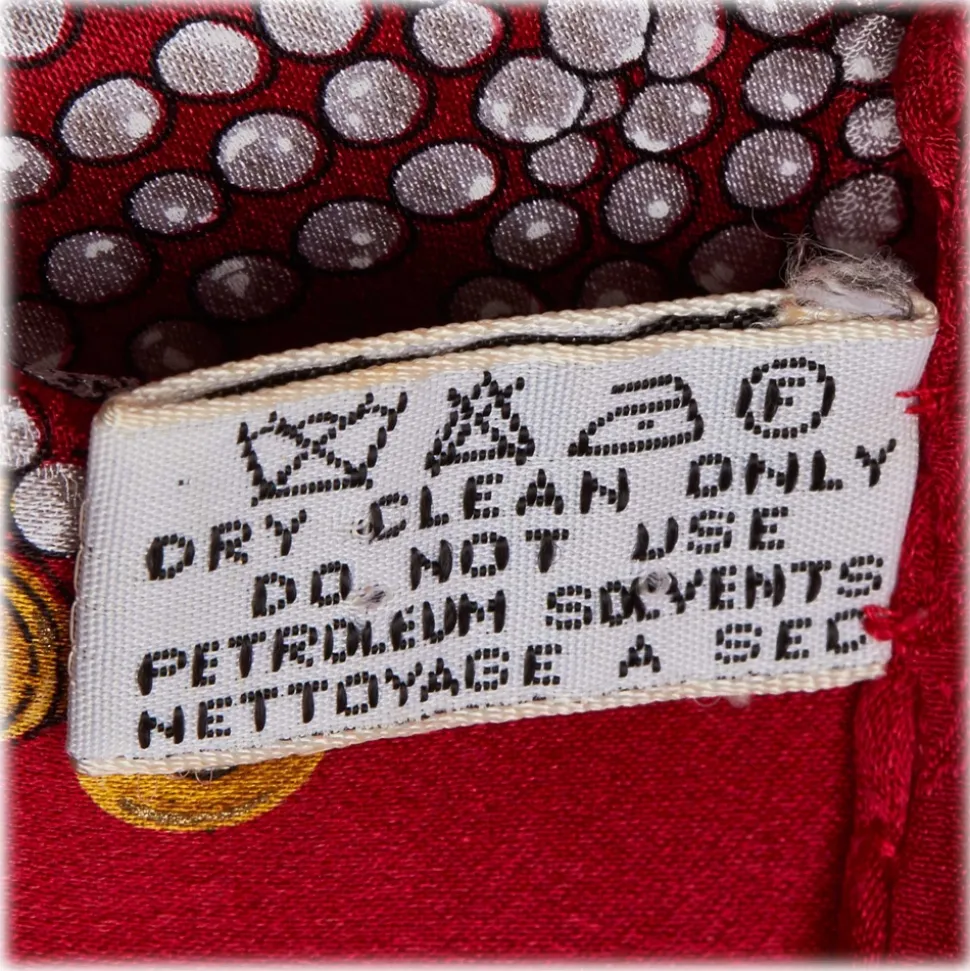 F
DRY CLEAN ONLY
DO NOT USE
PETROLEUM SOLVENTS
NETTOYAGE A SEC